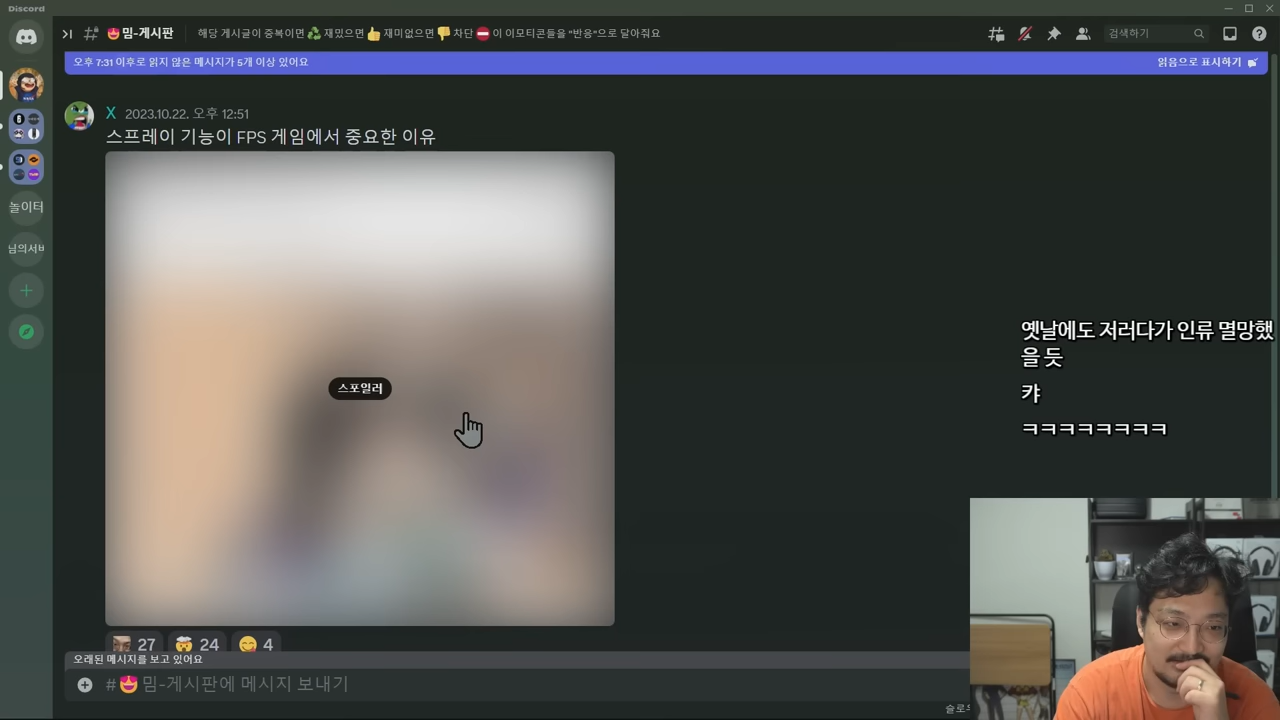 Discord
밈-게시판
해당 게시글이 중복이면 재밌으면 재미없으면 차단 이 이모티콘들을 "반응"으로 달아줘요
검색하기
오후 7:31 이후로 읽지 않은 메시지가 5개 이상 있어요
읽음으로 표시하기
X 2023.10.22. 오후 12:51
스프레이 기능이 FPS 게임에서 중요한 이유
놀이터
님의서버
스포일러
옛날에도 저러다가 인류 멸망했
을 듯
캬
ㅋㅋㅋㅋㅋㅋㅋㅋ
27 24 4
오래된 메시지를 보고 있어요
#밈-게시판에 메시지 보내기